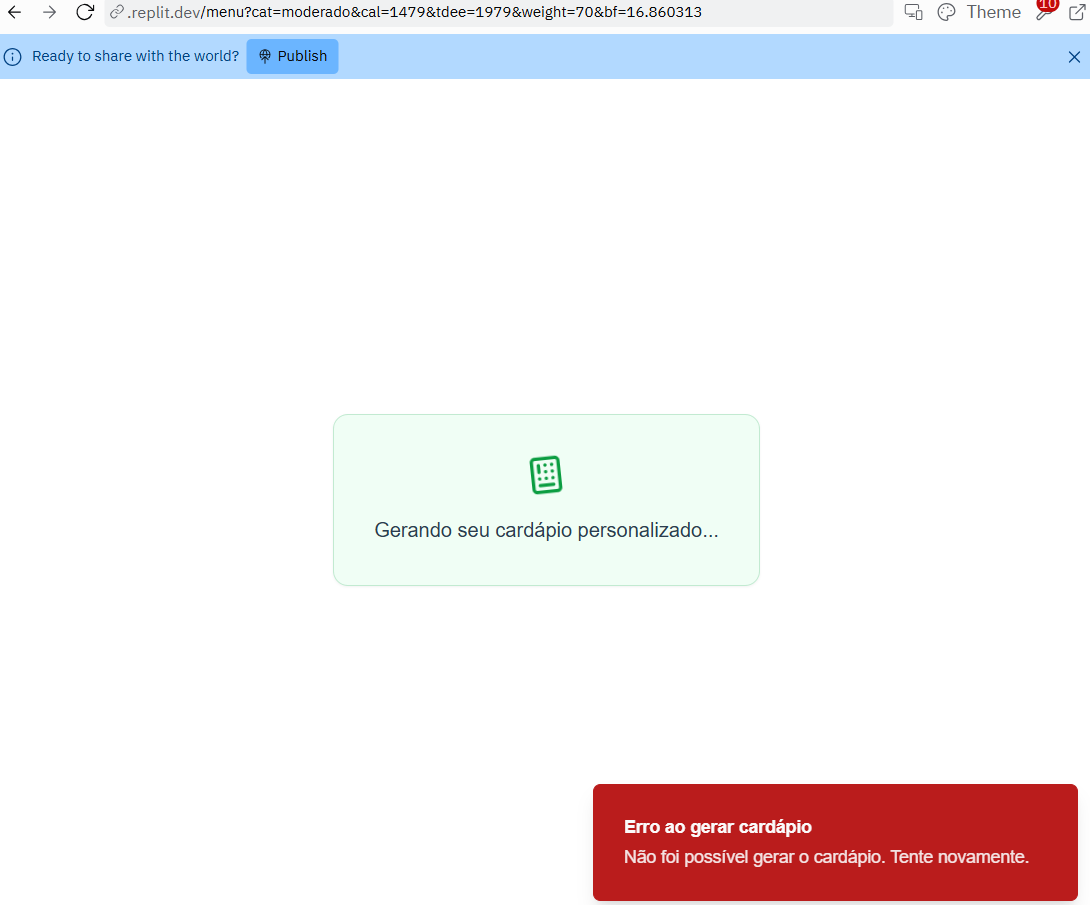 .replit.dev/menu?cat=moderado&cal=1479&tdee=1979&weight=70&bf=16.860313
Theme
10
Ready to share with the world?
Publish
Gerando seu cardápio personalizado...
Erro ao gerar cardápio
Não foi possível gerar o cardápio. Tente novamente.